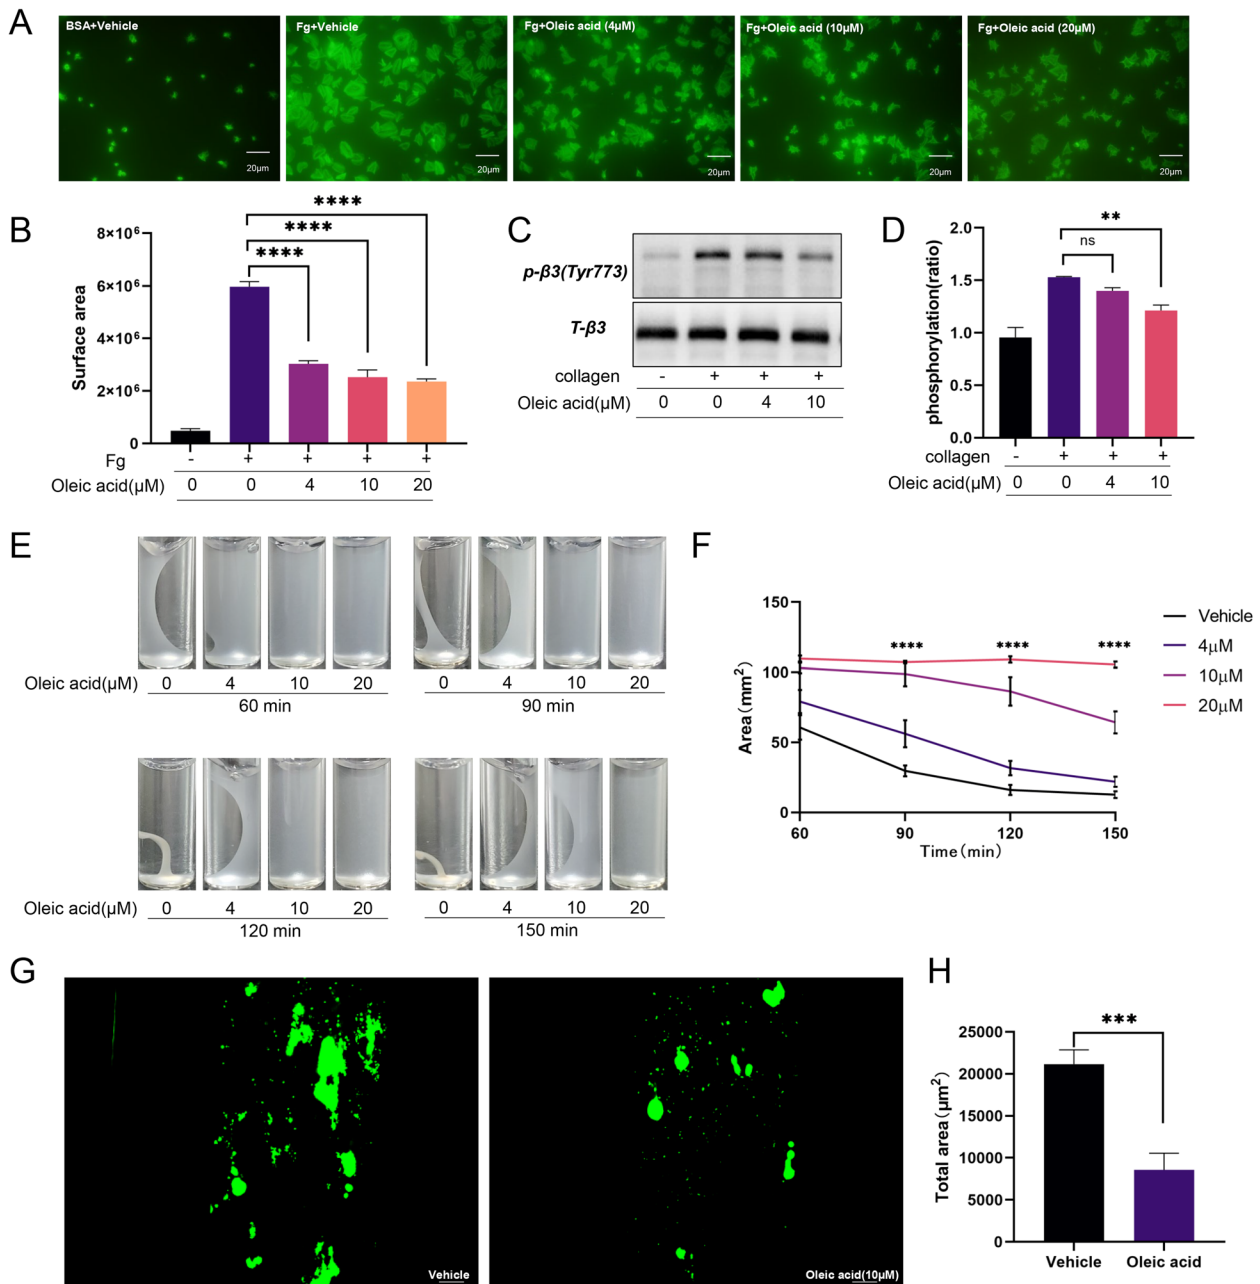 A
BSA+Vehicle
Fg+Vehicle
Fg+Oleic acid (4μM)
Fg+Oleic acid (10μM)
Fg+Oleic acid (20μM)
20μm
20μm
20μm
20μm
20μm
B
Surface area
8×10⁶
6×10⁶
4×10⁶
2×10⁶
0
****
****
****
Fg - + + + +
Oleic acid(μM) 0 0 4 10 20
C
p-β3(Tyr773)
T-β3
collagen - + + +
Oleic acid(μM) 0 0 4 10
D
phosphorylation(ratio)
2.0
1.5
1.0
0.5
0.0
**
ns
collagen - + + +
Oleic acid(μM) 0 0 4 10
E
Oleic acid(μM) 0 4 10 20 0 4 10 20
60 min 90 min
Oleic acid(μM) 0 4 10 20 0 4 10 20
120 min 150 min
F
Area(mm²)
150
100
50
0
**** **** ****
60 90 120 150
Time(min)
Vehicle
4μM
10μM
20μM
G
Vehicle
Oleic acid(10μM)
H
Total area(μm²)
25000
20000
15000
10000
5000
0
***
Vehicle Oleic acid